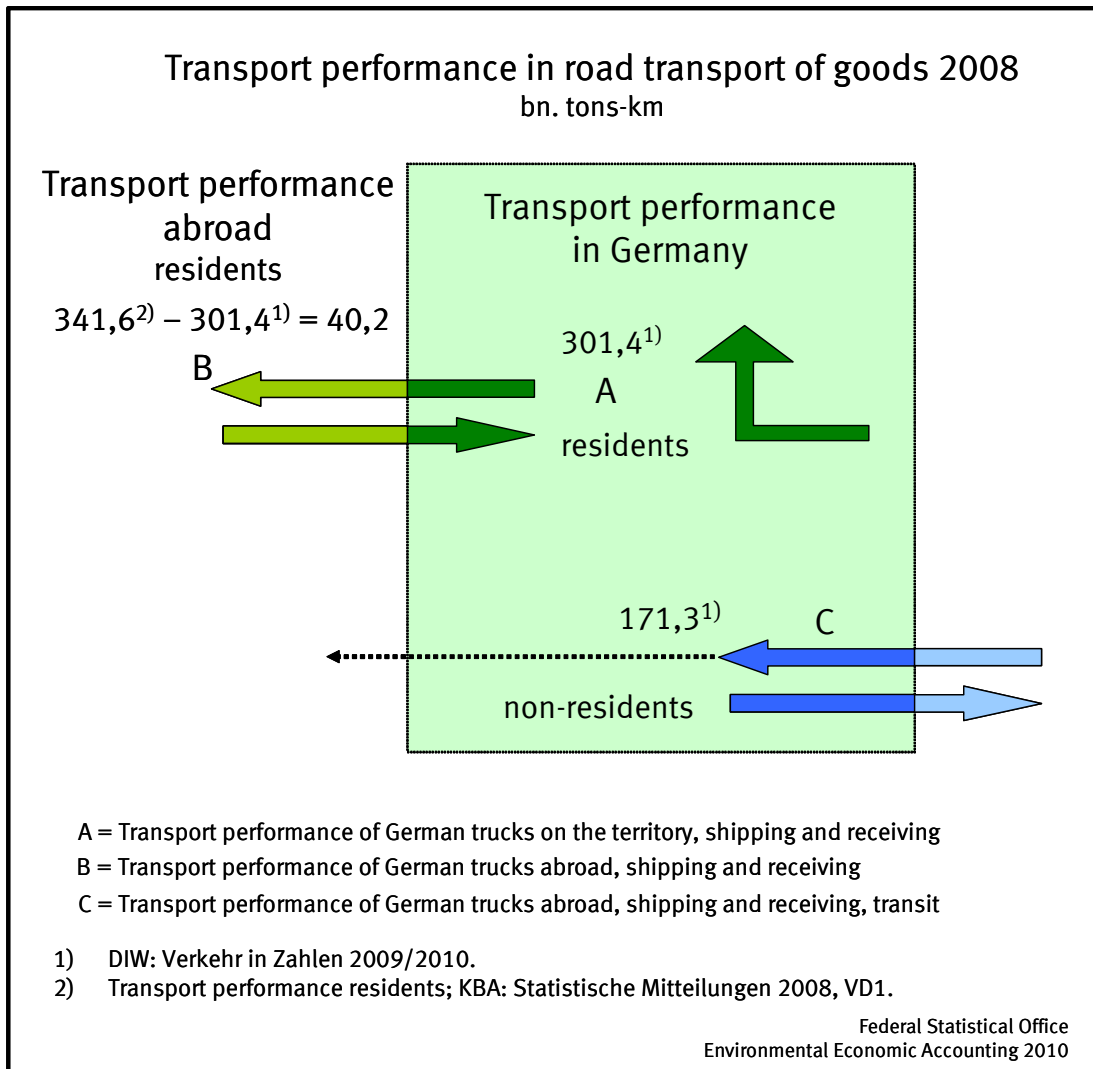 Transport performance in road transport of goods 2008
bn. tons-km
Transport performance
abroad
residents
341,6²⁾ – 301,4¹⁾ = 40,2
B
Transport performance
in Germany
301,4¹⁾
A
residents
171,3¹⁾
C
non-residents
A = Transport performance of German trucks on the territory, shipping and receiving
B = Transport performance of German trucks abroad, shipping and receiving
C = Transport performance of German trucks abroad, shipping and receiving, transit
1) DIW: Verkehr in Zahlen 2009/2010.
2) Transport performance residents; KBA: Statistische Mitteilungen 2008, VD1.
Federal Statistical Office
Environmental Economic Accounting 2010